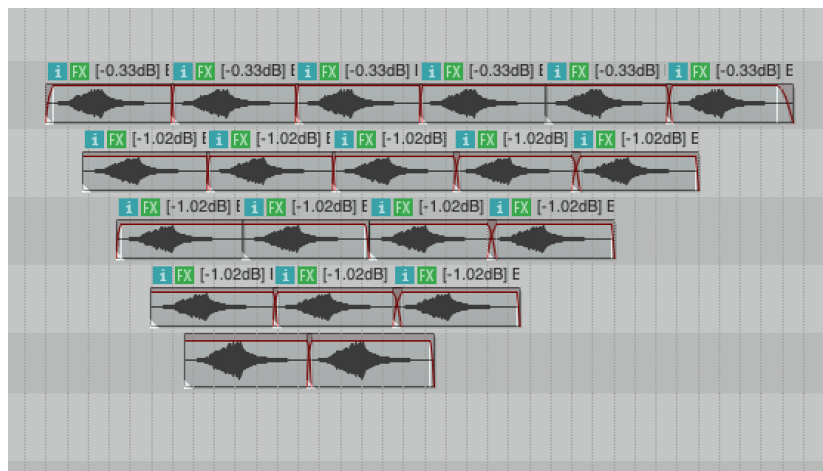 i FX [-0.33dB] E i FX [-0.33dB] E i FX [-0.33dB] I i FX [-0.33dB] E i FX [-0.33dB] i FX [-0.33dB] E
i FX [-1.02dB] E i FX [-1.02dB] E i FX [-1.02dB] i FX [-1.02dB] i FX [-1.02dB] E
i FX [-1.02dB] E i FX [-1.02dB] E i FX [-1.02dB] i FX [-1.02dB] E
i FX [-1.02dB] I i FX [-1.02dB] i FX [-1.02dB] E